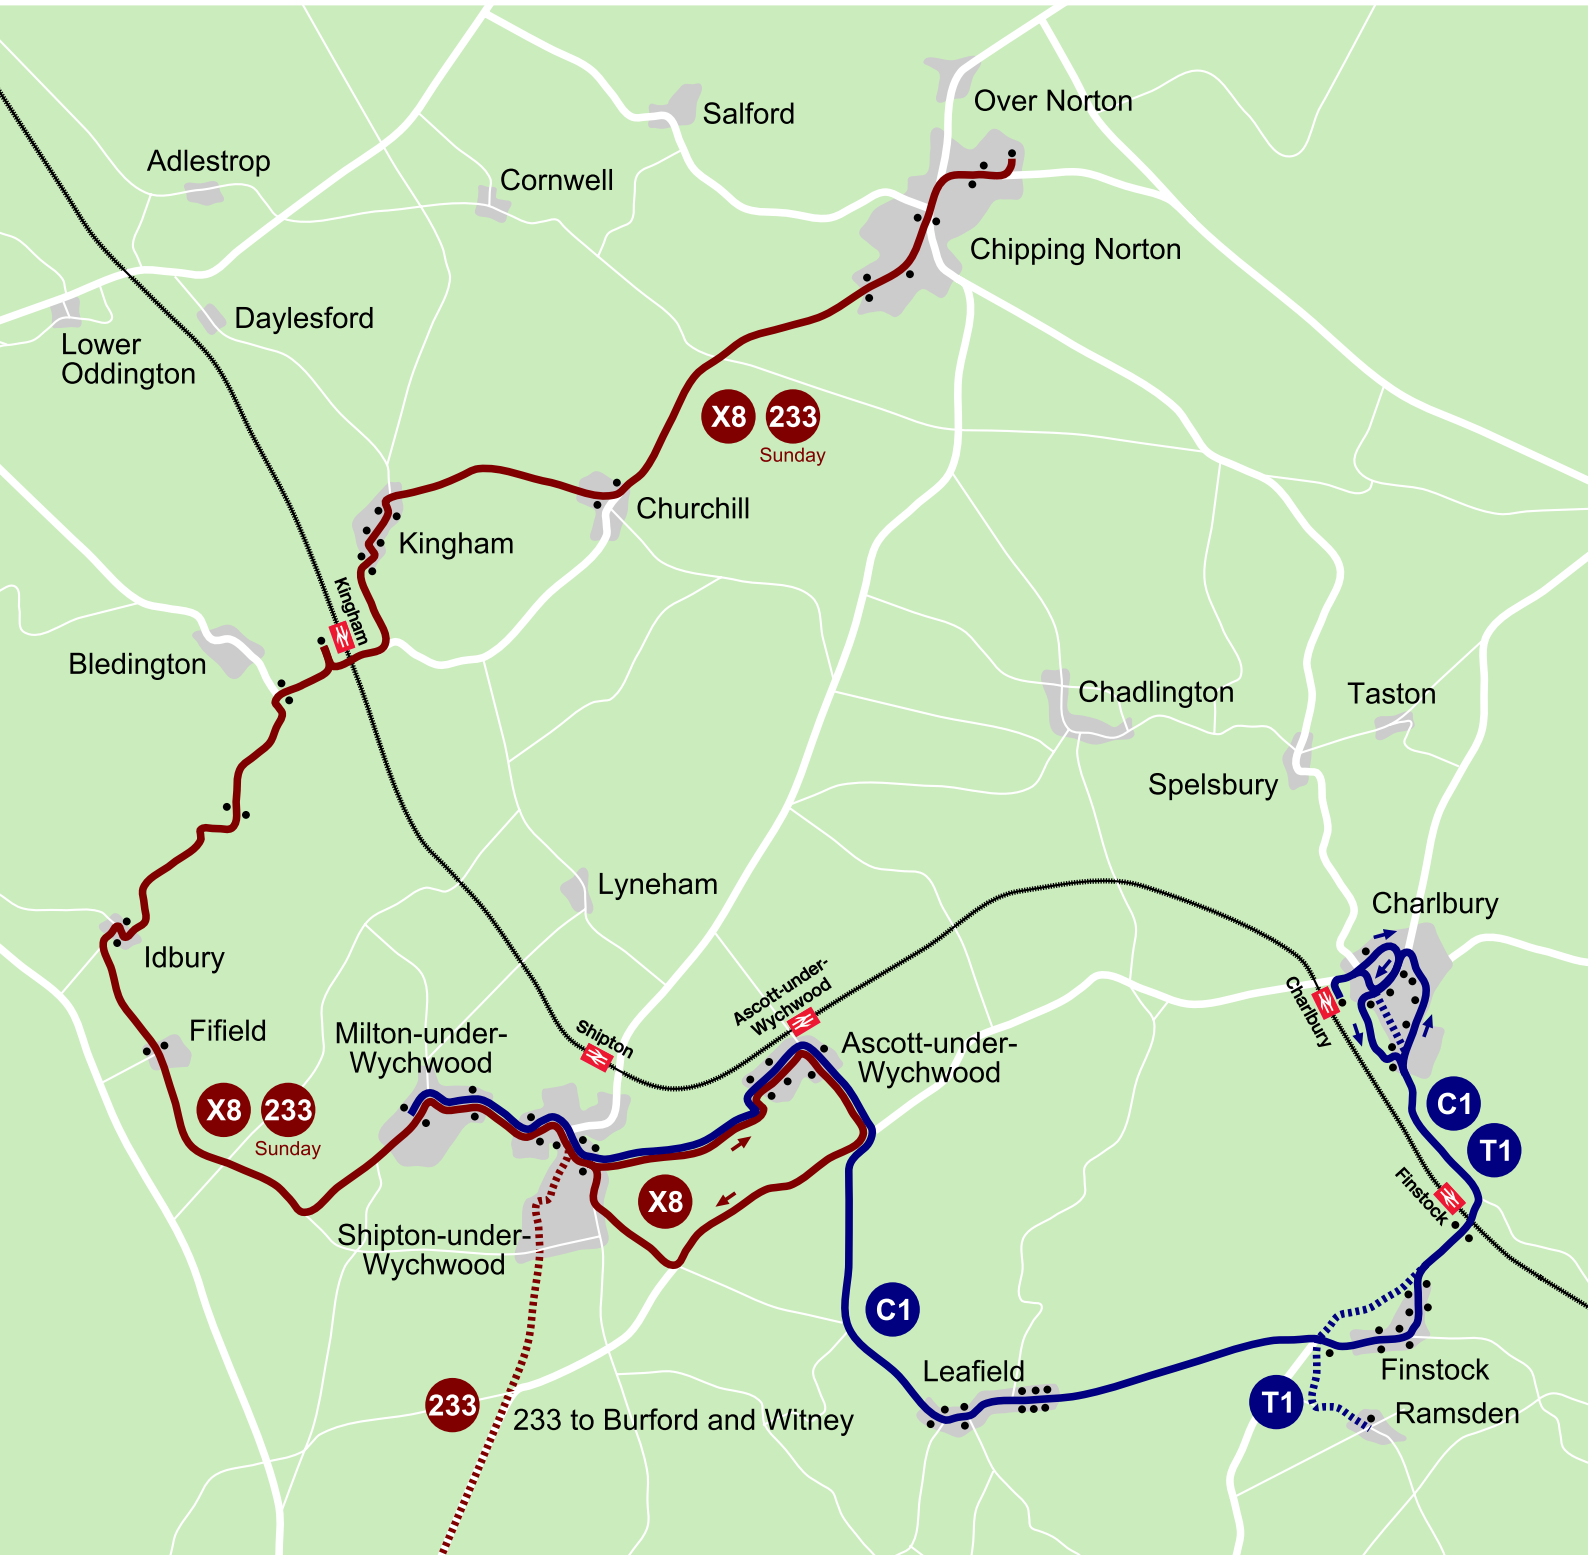 Over Norton
Salford
Adlestrop
Cornwell
Chipping Norton
Daylesford
Lower
Oddington
X8
233
Sunday
Churchill
Kingham
Kingham
Bledington
Chadlington
Taston
Spelsbury
Lyneham
Charlbury
Idbury
Ascott-under-
Wychwood
Charlbury
Fifield
Milton-under-
Wychwood
Shipton
Ascott-under-
Wychwood
X8
233
Sunday
C1
T1
X8
Finstock
Shipton-under-
Wychwood
C1
Leafield
Finstock
233
233 to Burford and Witney
T1
Ramsden